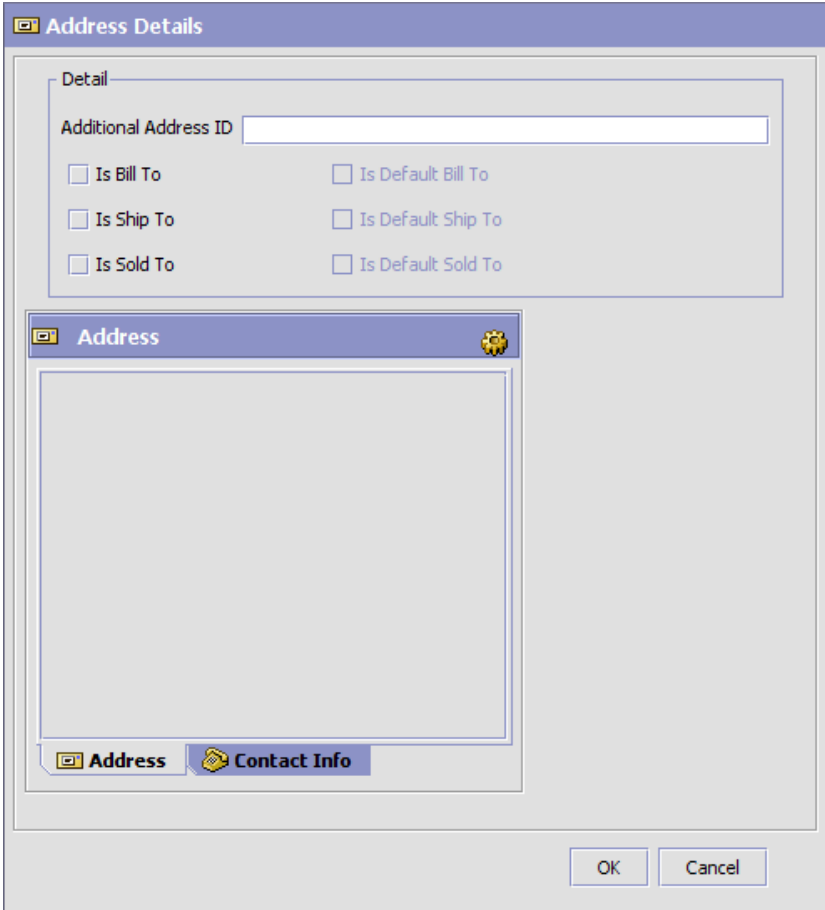 Address Details
Detail
Additional Address ID
Is Bill To Is Default Bill To
Is Ship To Is Default Ship To
Is Sold To Is Default Sold To
Address
Address Contact Info
OK Cancel